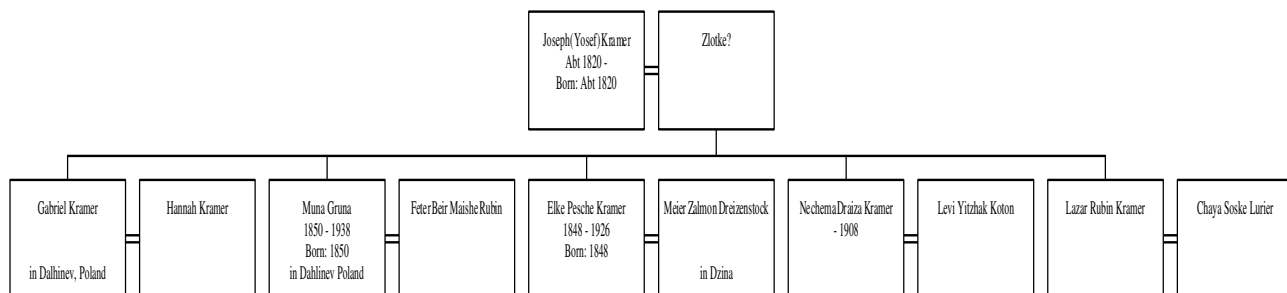 Joseph(Yosef) Kramer
Abt 1820 -
Born: Abt 1820
Zlotke?
Gabriel Kramer
in Dalhinev, Poland
Hannah Kramer
Muna Gruna
1850 - 1938
Born: 1850
in Dahlinev Poland
Feter Beir Maishe Rubin
Elke Pesche Kramer
1848 - 1926
Born: 1848
Meier Zalmon Dreizenstock
in Dzina
Nechema Draiza Kramer
- 1908
Levi Yitzhak Koton
Lazar Rubin Kramer
Chaya Soske Lurier